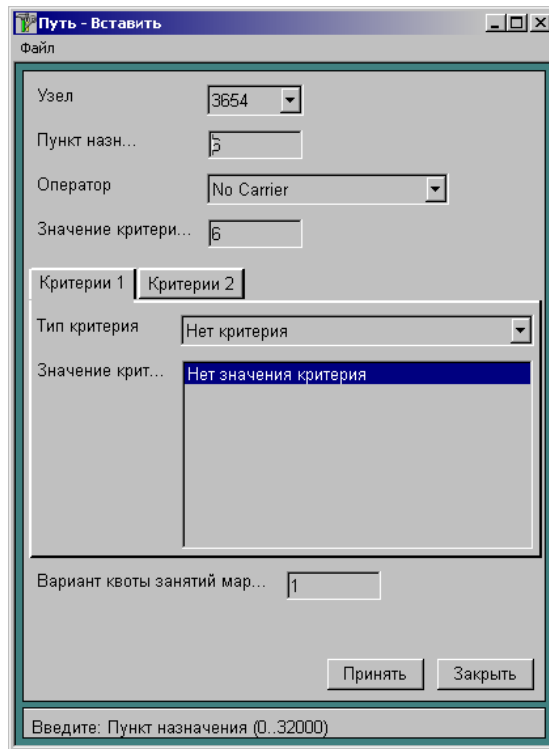 Путь - Вставить
Файл
Узел
3654
Пункт назн...
Оператор
No Carrier
Значение критери...
6
Критерии 1
Критерии 2
Тип критерия
Нет критерия
Значение крит...
Нет значения критерия
Вариант квоты занятий мар...
1
Принять
Закрыть
Введите: Пункт назначения (0..32000)